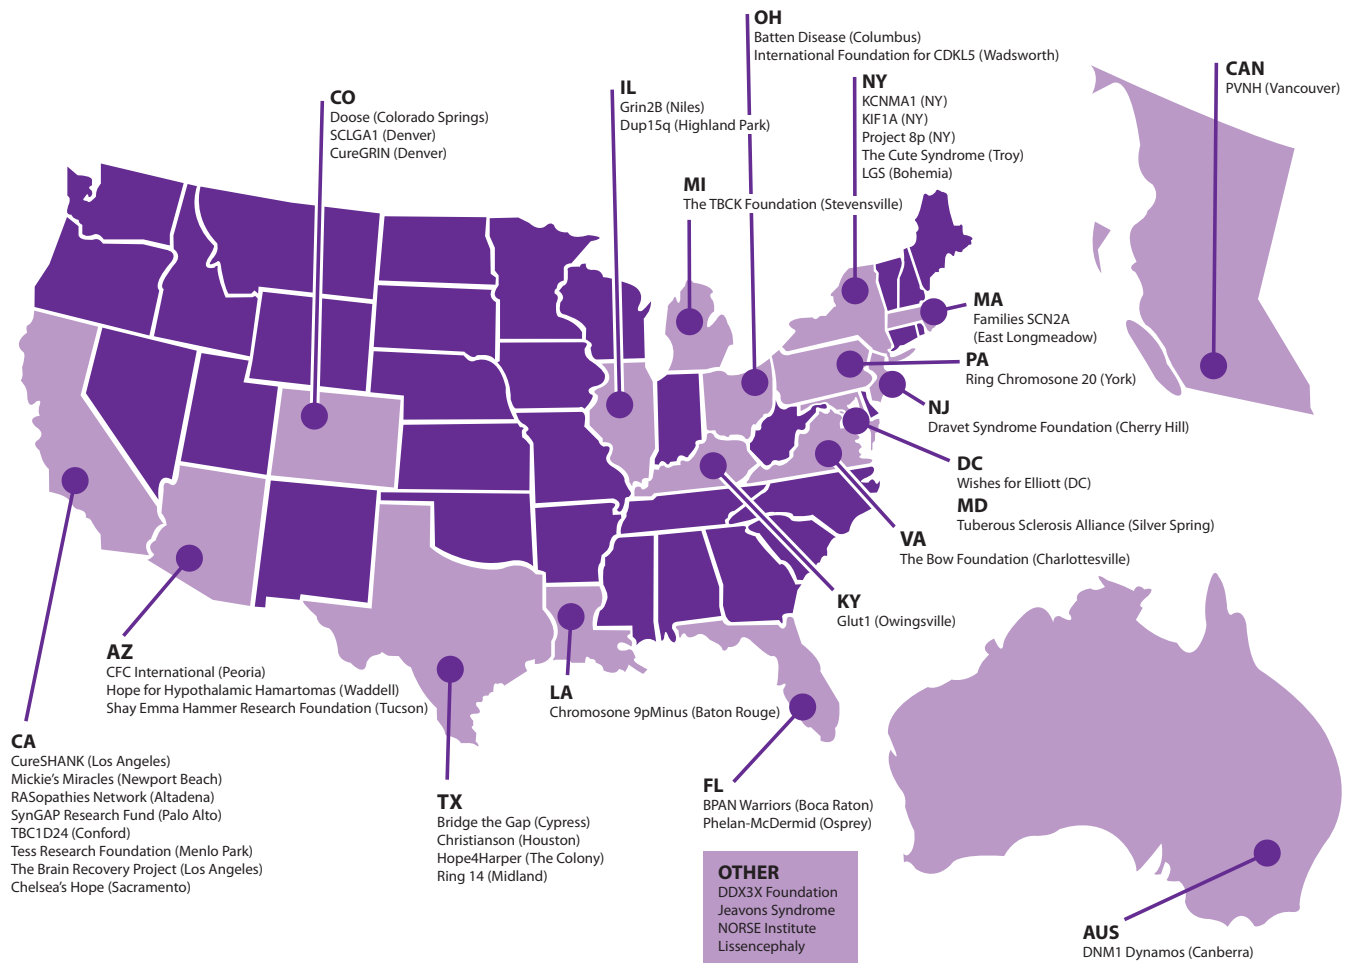 OH
Batten Disease (Columbus)
International Foundation for CDKL5 (Wadsworth)
CAN
PVNH (Vancouver)
NY
KCNMA1 (NY)
KIF1A (NY)
Project 8p (NY)
The Cute Syndrome (Troy)
LGS (Bohemia)
IL
Grin2B (Niles)
Dup15q (Highland Park)
CO
Doose (Colorado Springs)
SCLGA1 (Denver)
CureGRIN (Denver)
MI
The TBCK Foundation (Stevensville)
MA
Families SCN2A
(East Longmeadow)
PA
Ring Chromosone 20 (York)
NJ
Dravet Syndrome Foundation (Cherry Hill)
DC
Wishes for Elliott (DC)
MD
Tuberous Sclerosis Alliance (Silver Spring)
VA
The Bow Foundation (Charlottesville)
KY
Glut1 (Owingsville)
AZ
CFC International (Peoria)
Hope for Hypothalamic Hamartomas (Waddell)
Shay Emma Hammer Research Foundation (Tucson)
LA
Chromosone 9pMinus (Baton Rouge)
CA
CureSHANK (Los Angeles)
Mickie's Miracles (Newport Beach)
RASopathies Network (Altadena)
SynGAP Research Fund (Palo Alto)
TBC1D24 (Conford)
Tess Research Foundation (Menlo Park)
The Brain Recovery Project (Los Angeles)
Chelsea's Hope (Sacramento)
TX
Bridge the Gap (Cypress)
Christianson (Houston)
Hope4Harper (The Colony)
Ring 14 (Midland)
FL
BPAN Warriors (Boca Raton)
Phelan-McDermid (Osprey)
OTHER
DDX3X Foundation
Jeavons Syndrome
NORSE Institute
Lissencephaly
AUS
DNM1 Dynamos (Canberra)